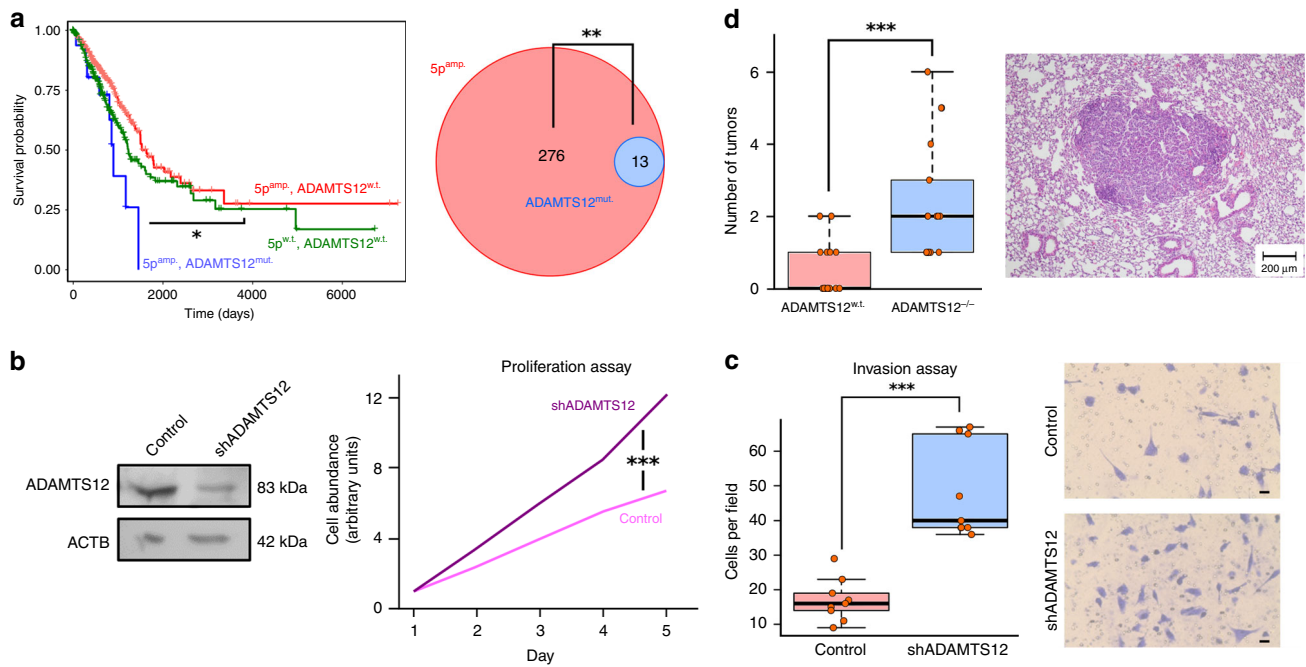 a
1.00
0.75
0.50
0.25
0.00
Survival probability
0
2000
4000
6000
Time (days)
5p^amp., ADAMTS12^w.t.
*
5p^w.t., ADAMTS12^w.t.
5p^amp., ADAMTS12^mut.
**
5p^amp.
276
13
ADAMTS12^mut.
d
***
6
4
2
0
Number of tumors
ADAMTS12^w.t.
ADAMTS12^–/–
200 μm
b
Control
shADAMTS12
ADAMTS12
83 kDa
ACTB
42 kDa
Proliferation assay
12
8
4
0
Cell abundance
(arbitrary units)
shADAMTS12
***
Control
1
2
3
4
5
Day
c
Invasion assay
***
60
50
40
30
20
10
Cells per field
Control
shADAMTS12
Control
shADAMTS12